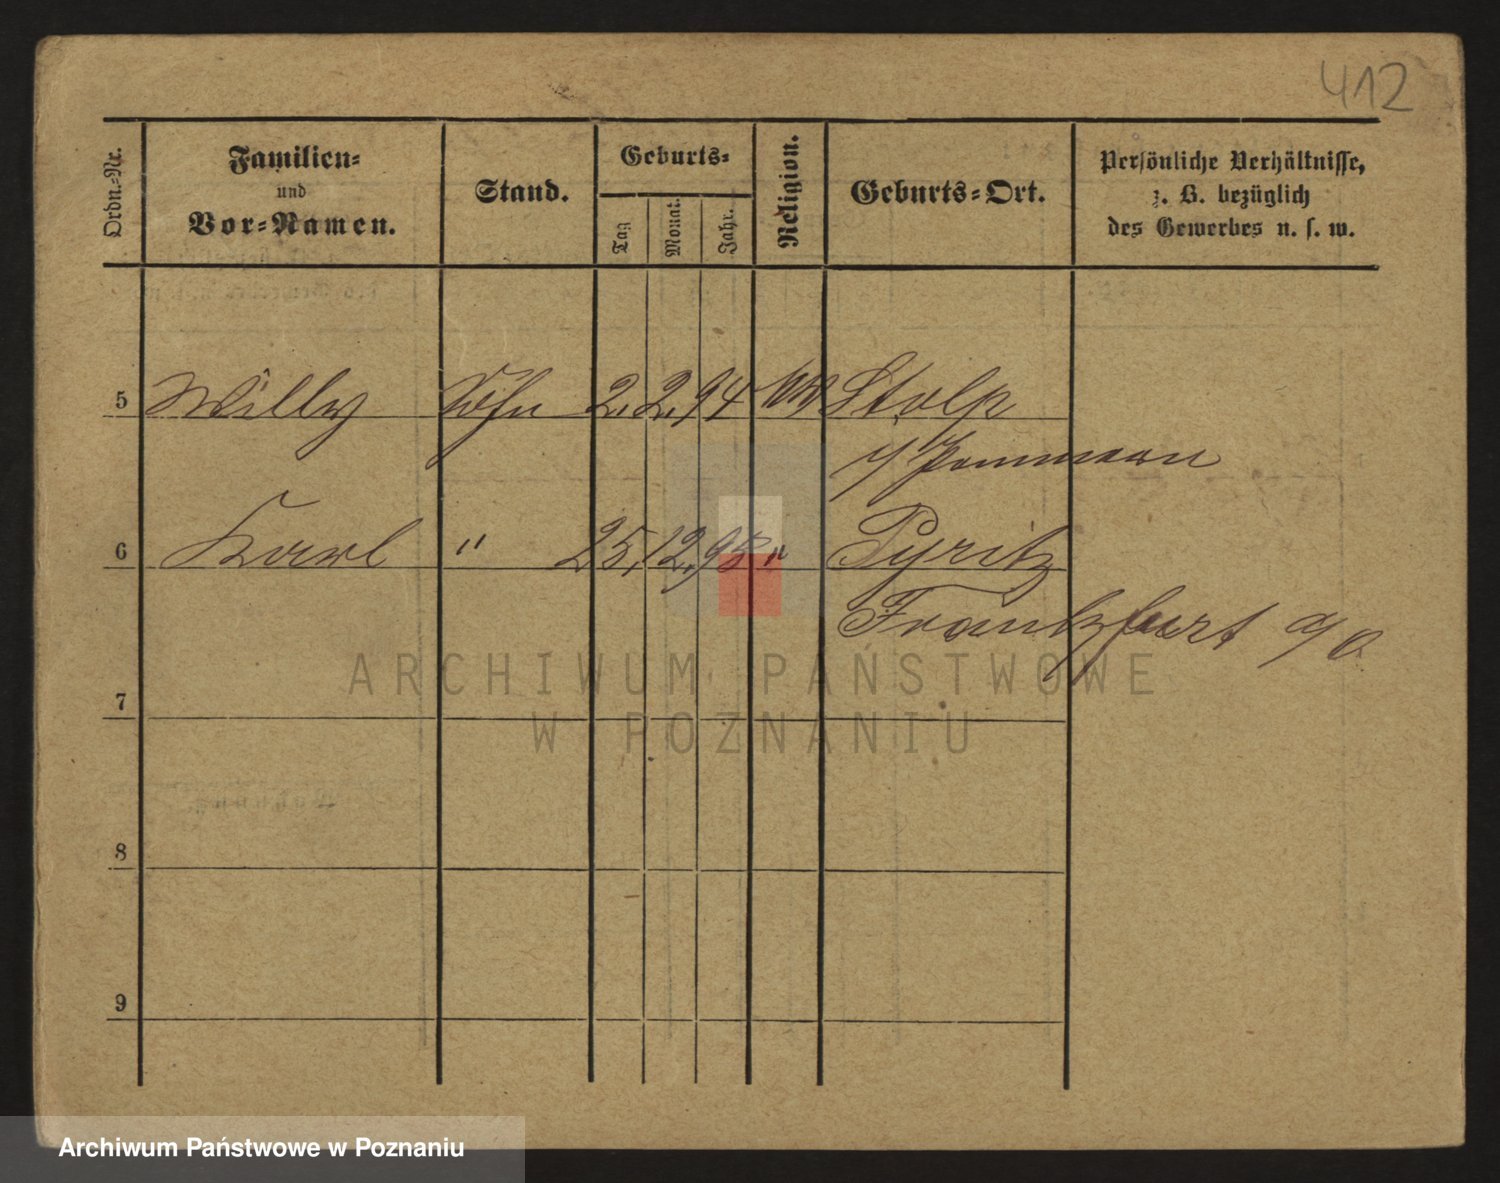 412
Ordn.-Nr.
Familien-
und
Vor-Namen.
Stand.
Geburts-
Tag
Monat.
Jahr.
Religion.
Geburts-Ort.
Persönliche Verhältnisse,
z. B. bezüglich
des Gewerbes u. s. w.
5 Willy Sohn 2. 2. 94 Stolp
i/Pommern
6 Karl " 25. 12. 95 " Pyritz
Frankfurt a/O.
ARCHIWUM PAŃSTWOWE
W POZNANIU
7
8
9
Archiwum Państwowe w Poznaniu